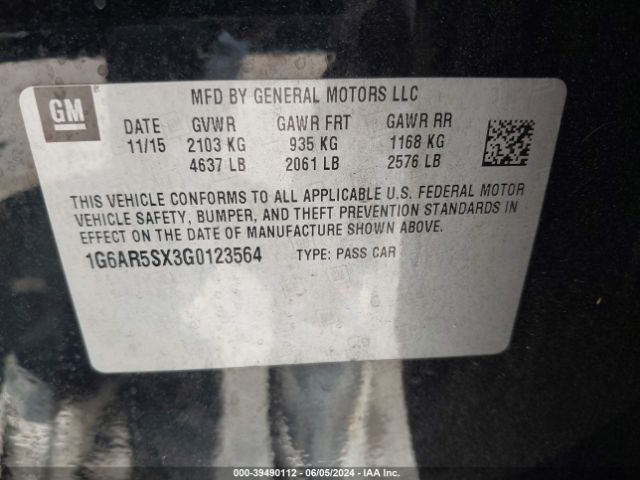 GM
MFD BY GENERAL MOTORS LLC
DATE GVWR GAWR FRT GAWR RR
11/15 2103 KG 935 KG 1168 KG
4637 LB 2061 LB 2576 LB
THIS VEHICLE CONFORMS TO ALL APPLICABLE U.S. FEDERAL MOTOR
VEHICLE SAFETY, BUMPER, AND THEFT PREVENTION STANDARDS IN
EFFECT ON THE DATE OF MANUFACTURE SHOWN ABOVE.
1G6AR5SX3G0123564 TYPE: PASS CAR
000-39490112 - 06/05/2024 - IAA Inc.